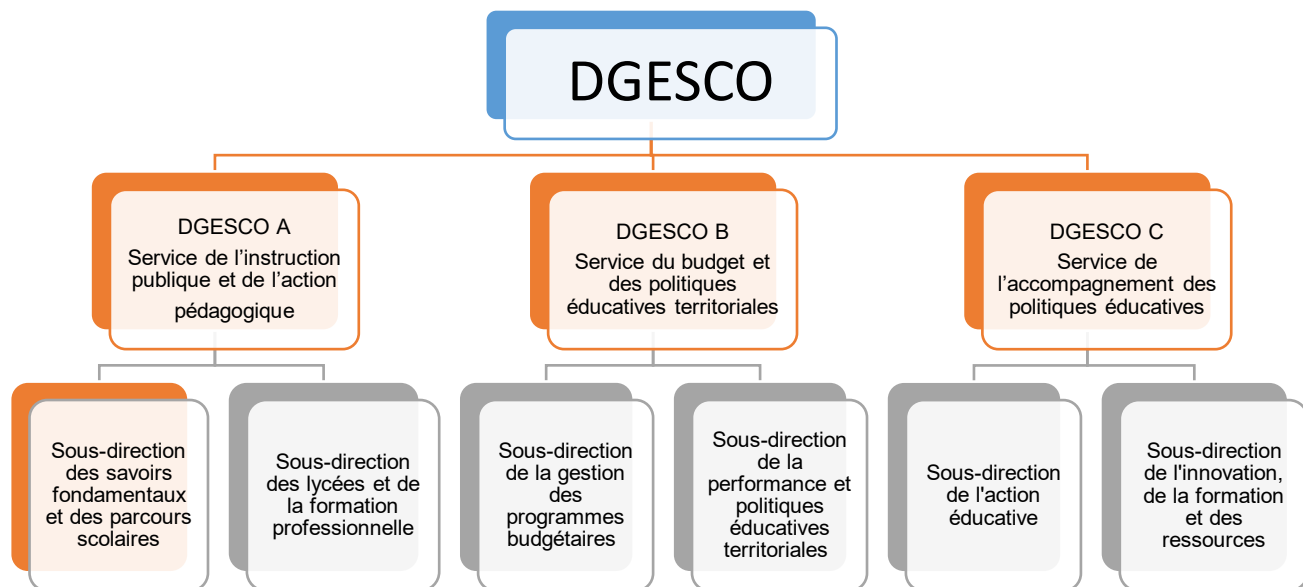 DGESCO
DGESCO A
Service de l’instruction
publique et de l’action
pédagogique
DGESCO B
Service du budget et
des politiques
éducatives territoriales
DGESCO C
Service de
l’accompagnement des
politiques éducatives
Sous-direction
des savoirs
fondamentaux
et des parcours
scolaires
Sous-direction
des lycées et de
la formation
professionnelle
Sous-direction
de la gestion
des
programmes
budgétaires
Sous-direction
de la
performance et
politiques
éducatives
territoriales
Sous-direction
de l'action
éducative
Sous-direction
de l'innovation,
de la formation
et des
ressources